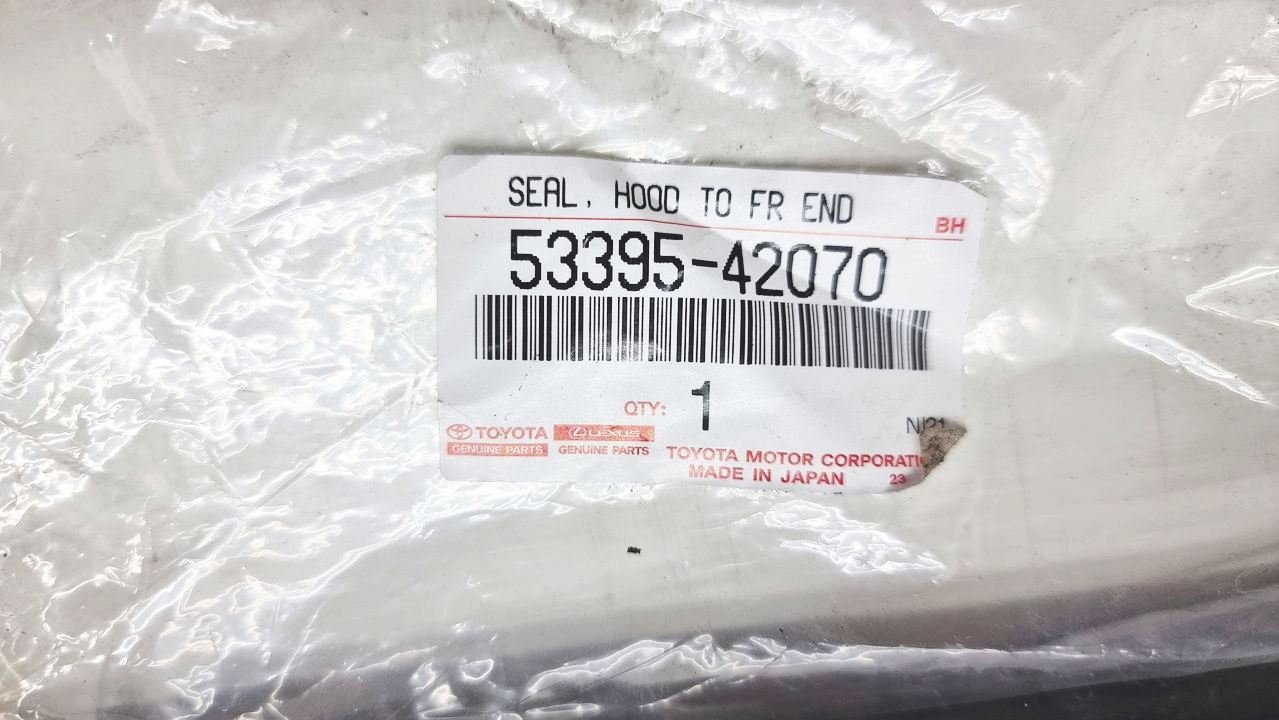 SEAL, HOOD TO FR END
BH
53395-42070
QTY: 1
TOYOTA LEXUS
GENUINE PARTS GENUINE PARTS
TOYOTA MOTOR
MADE IN JAPAN 23